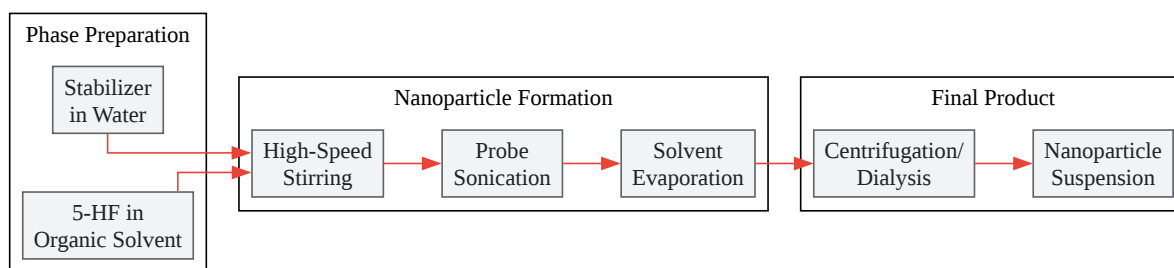 Phase Preparation
Stabilizer
in Water
5-HF in
Organic Solvent
Nanoparticle Formation
High-Speed
Stirring
Probe
Sonication
Solvent
Evaporation
Final Product
Centrifugation/
Dialysis
Nanoparticle
Suspension